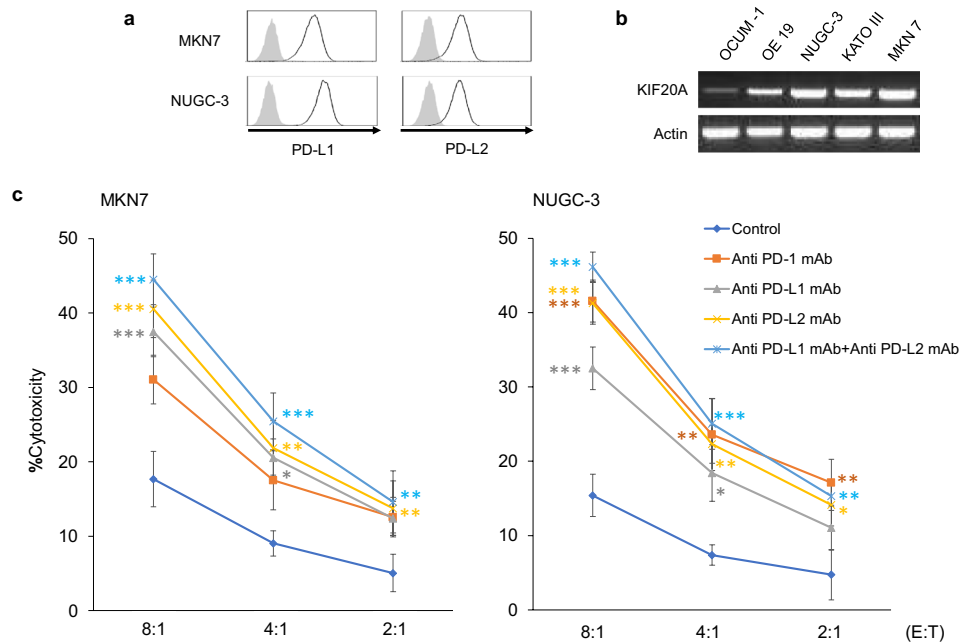 a
MKN7
NUGC-3
PD-L1
PD-L2
b
OCUM -1
OE 19
NUGC-3
KATO III
MKN 7
KIF20A
Actin
c
MKN7
%Cytotoxicity
50
40
30
20
10
0
***
***
***
***
**
*
**
**
8:1
4:1
2:1
NUGC-3
Control
Anti PD-1 mAb
Anti PD-L1 mAb
Anti PD-L2 mAb
Anti PD-L1 mAb+Anti PD-L2 mAb
50
40
30
20
10
0
***
***
***
***
***
**
**
*
**
**
*
8:1
4:1
2:1
(E:T)